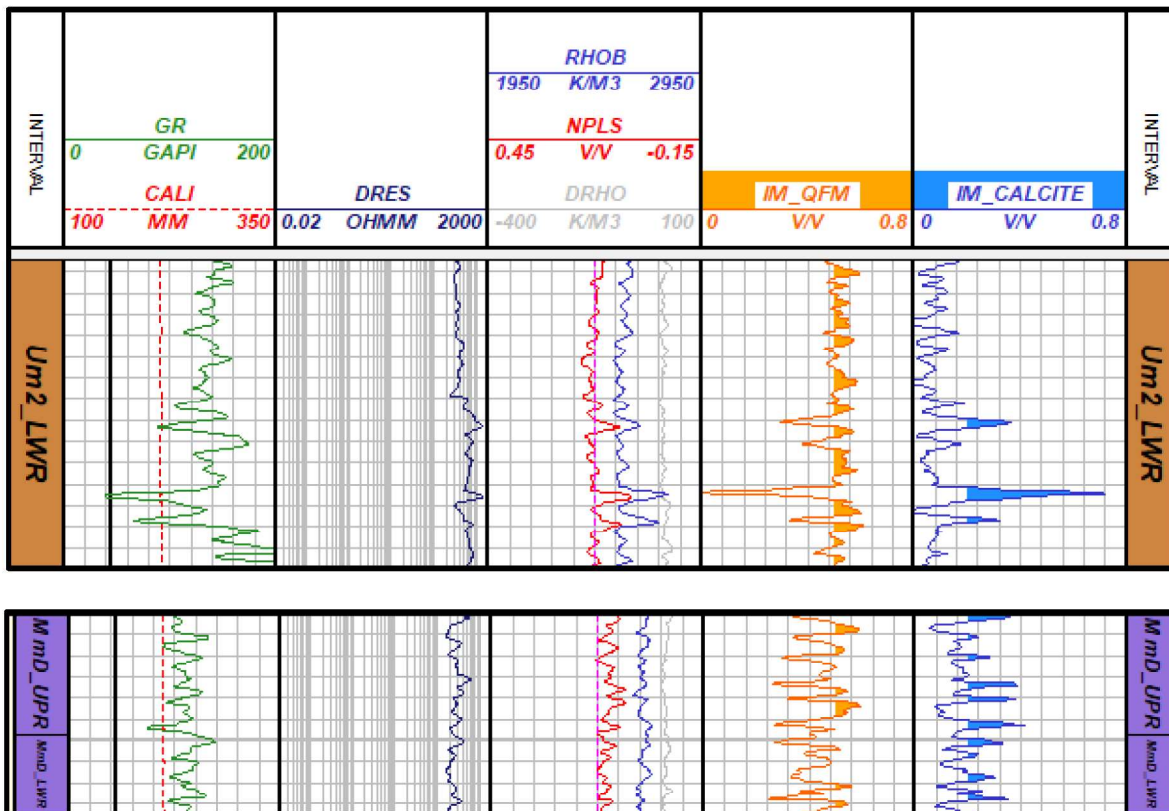 INTERVAL
GR
0 GAPI 200
CALI
100 MM 350
DRES
0.02 OHMM 2000
RHOB
1950 K/M3 2950
NPLS
0.45 V/V -0.15
DRHO
-400 K/M3 100
IM_QFM
0 V/V 0.8
IM_CALCITE
0 V/V 0.8
INTERVAL
Um2_LWR
Um2_LWR
MmD_UPR
MmD_LWR
MmD_UPR
MmD_LWR